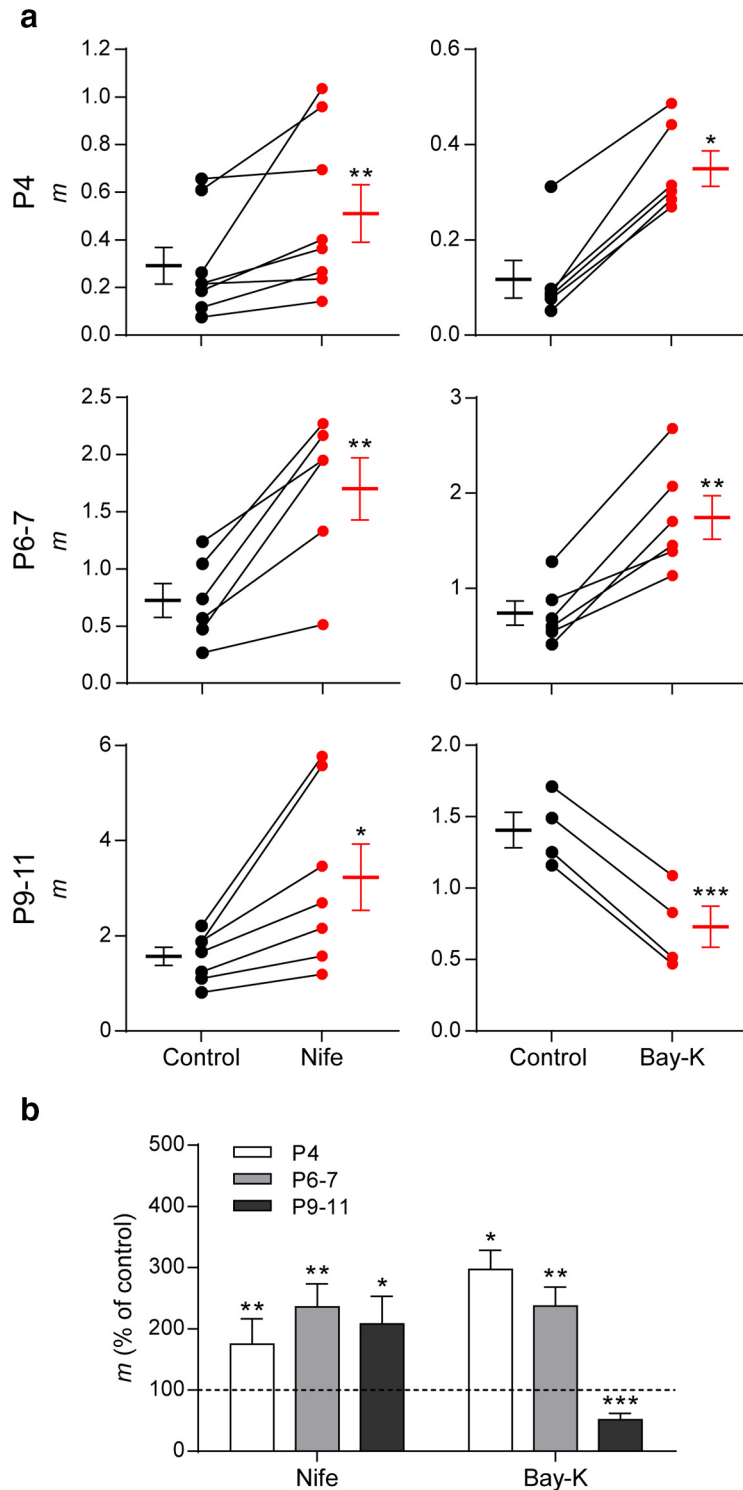 a
P4
m
1.2
1.0
0.8
0.6
0.4
0.2
0.0
**
0.6
0.4
0.2
0.0
*
P6-7
m
2.5
2.0
1.5
1.0
0.5
0.0
**
3
2
1
0
**
P9-11
m
6
4
2
0
*
Control
Nife
2.0
1.5
1.0
0.5
0.0
***
Control
Bay-K
b
m (% of control)
500
400
300
200
100
0
P4
P6-7
P9-11
** ** *
* ** ***
Nife
Bay-K